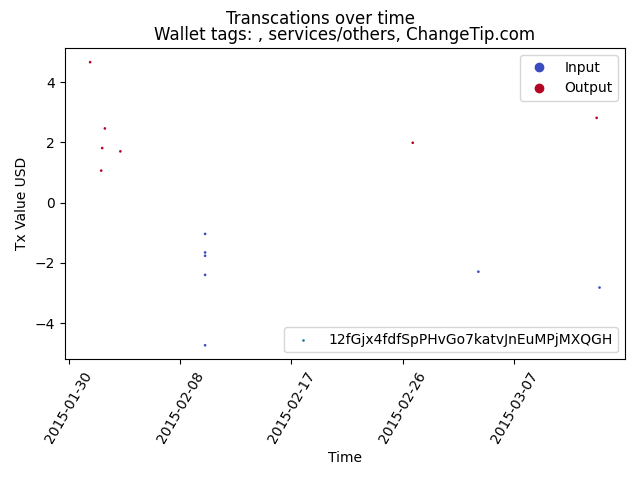 Transcations over time
Wallet tags: , services/others, ChangeTip.com
Input
Output
4
2
0
−2
−4
Tx Value USD
12fGjx4fdfSpPHvGo7katvJnEuMPjMXQGH
2015-01-30
2015-02-08
2015-02-17
2015-02-26
2015-03-07
Time